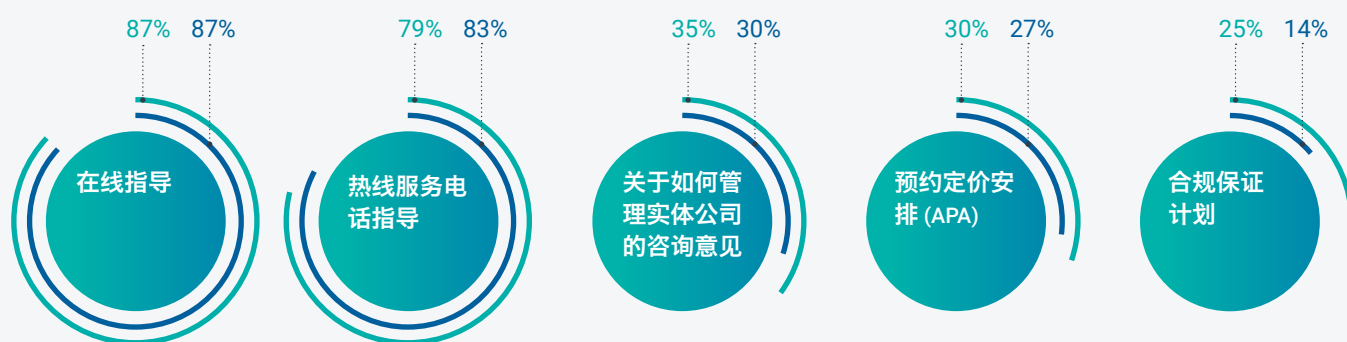 87% 87%
79% 83%
35% 30%
30% 27%
25% 14%
在线指导
热线服务电
话指导
关于如何管
理实体公司
的咨询意见
预约定价安
排 (APA)
合规保证
计划